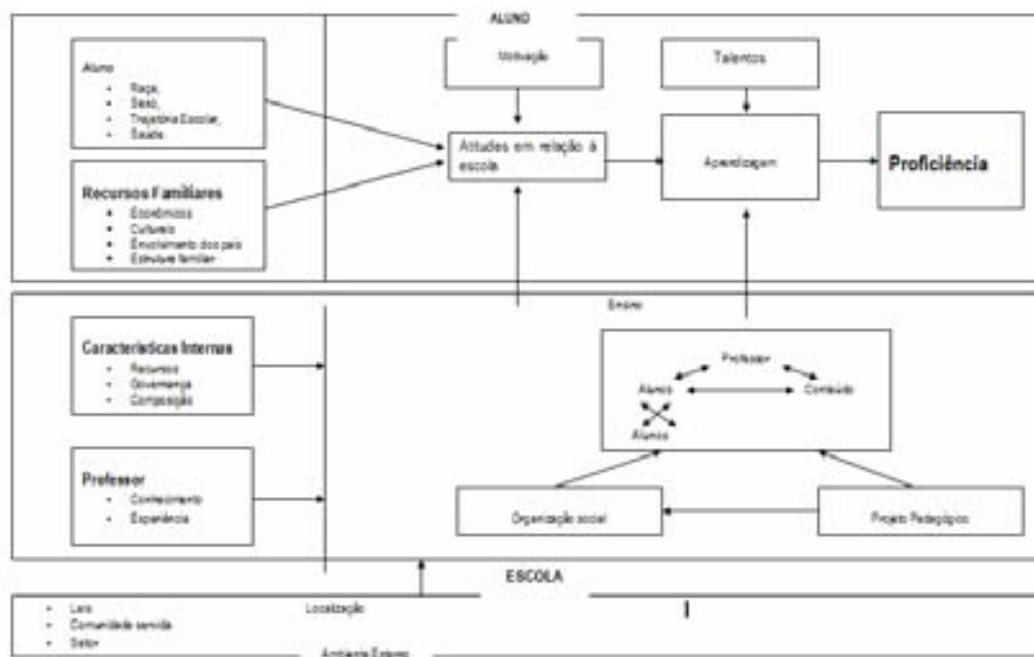 ALUNO
Aluno
Raça,
Sexo,
Trajetória Escolar,
Saúde
Motivação
Talentos
Atitudes em relação à
escola
Aprendizagem
Proficiência
Recursos Familiares
Econômicos
Culturais
Envolvimento dos pais
Estrutura familiar
Ensino
Características Internas
Recursos
Governança
Composição
Professor
Alunos
Conteúdo
Alunos
Professor
Conhecimento
Experiência
Organização social
Projeto Pedagógico
ESCOLA
Leis
Comunidade servida
Setor
Localização
Ambiente Externo